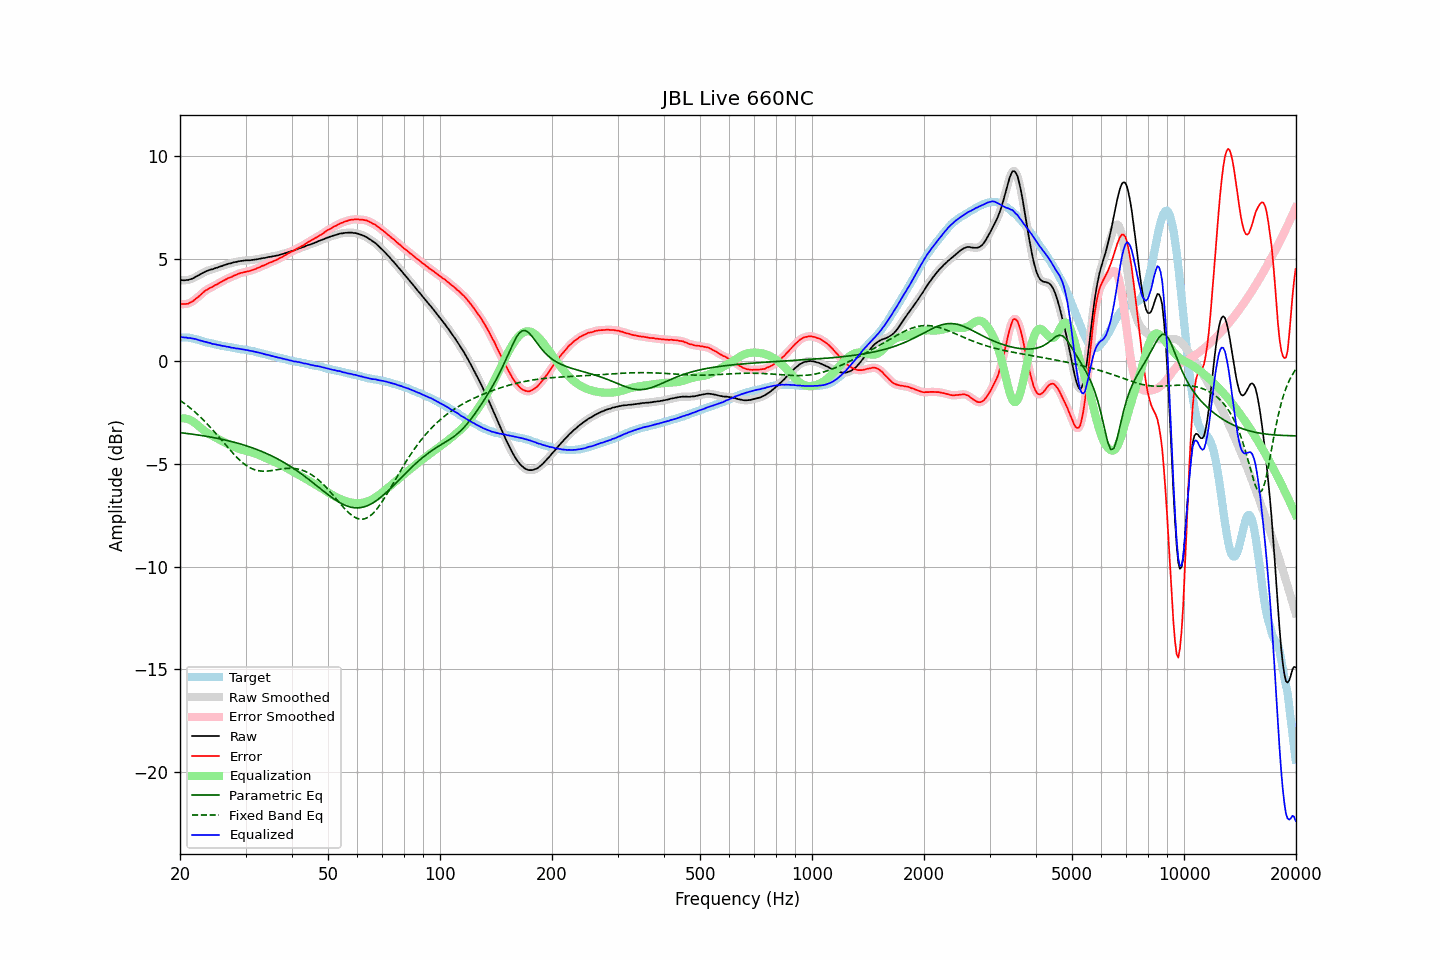 JBL Live 660NC
Amplitude (dBr)
10
5
0
−5
−10
−15
−20
Target
Raw Smoothed
Error Smoothed
Raw
Error
Equalization
Parametric Eq
Fixed Band Eq
Equalized
20 50 100 200 500 1000 2000 5000 10000 20000
Frequency (Hz)